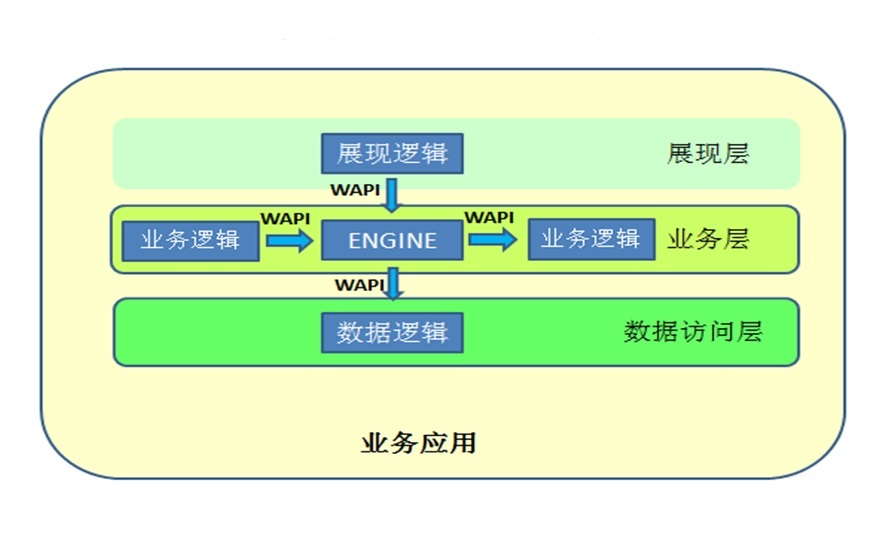 展现逻辑 展现层
WAPI
WAPI WAPI
业务逻辑 ENGINE 业务逻辑 业务层
WAPI
数据逻辑 数据访问层
业务应用